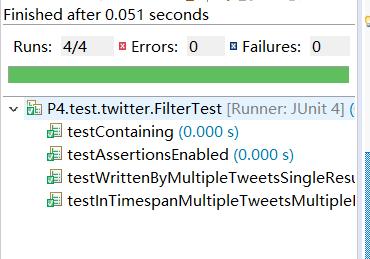 Finished after 0.051 seconds
Runs: 4/4 Errors: 0 Failures: 0
P4.test.twitter.FilterTest [Runner: JUnit 4] (
testContaining (0.000 s)
testAssertionsEnabled (0.000 s)
testWrittenByMultipleTweetsSingleResu
testInTimespanMultipleTweetsMultiple